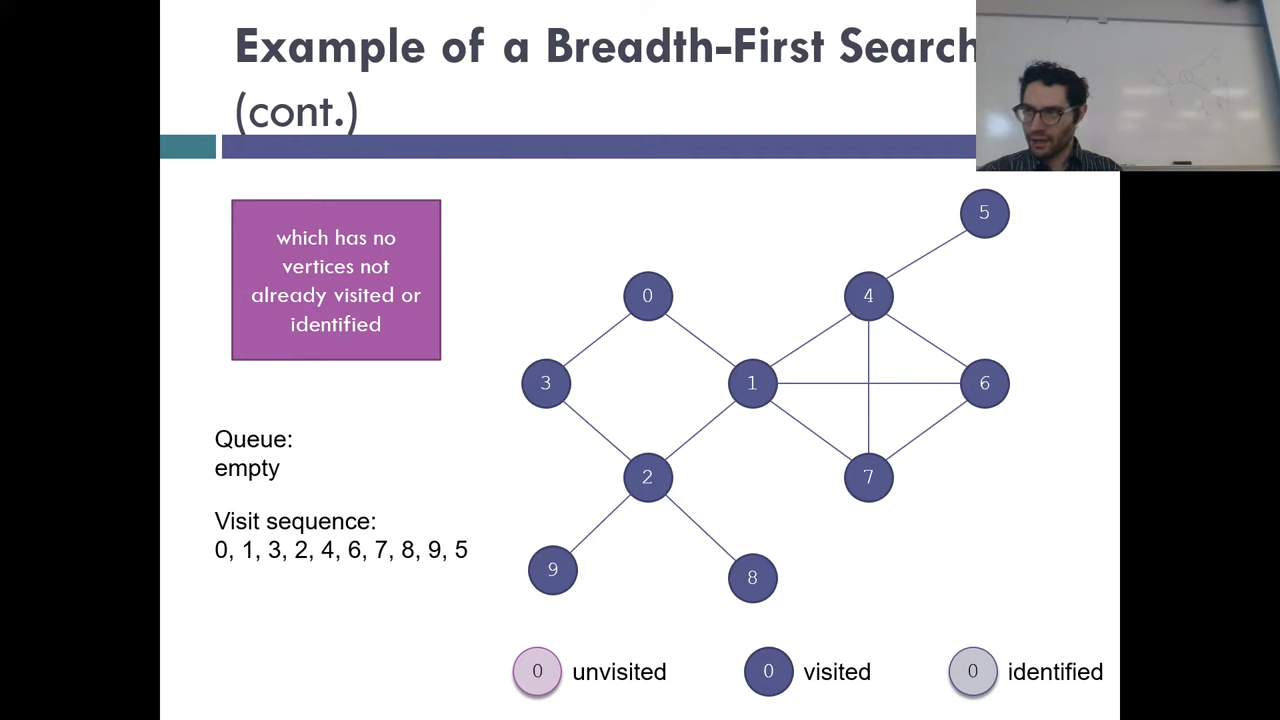 Example of a Breadth-First Search
(cont.)
which has no
vertices not
already visited or
identified
Queue:
empty
Visit sequence:
0, 1, 3, 2, 4, 6, 7, 8, 9, 5
5
0
4
3
1
6
2
7
9
8
0 unvisited
0 visited
0 identified